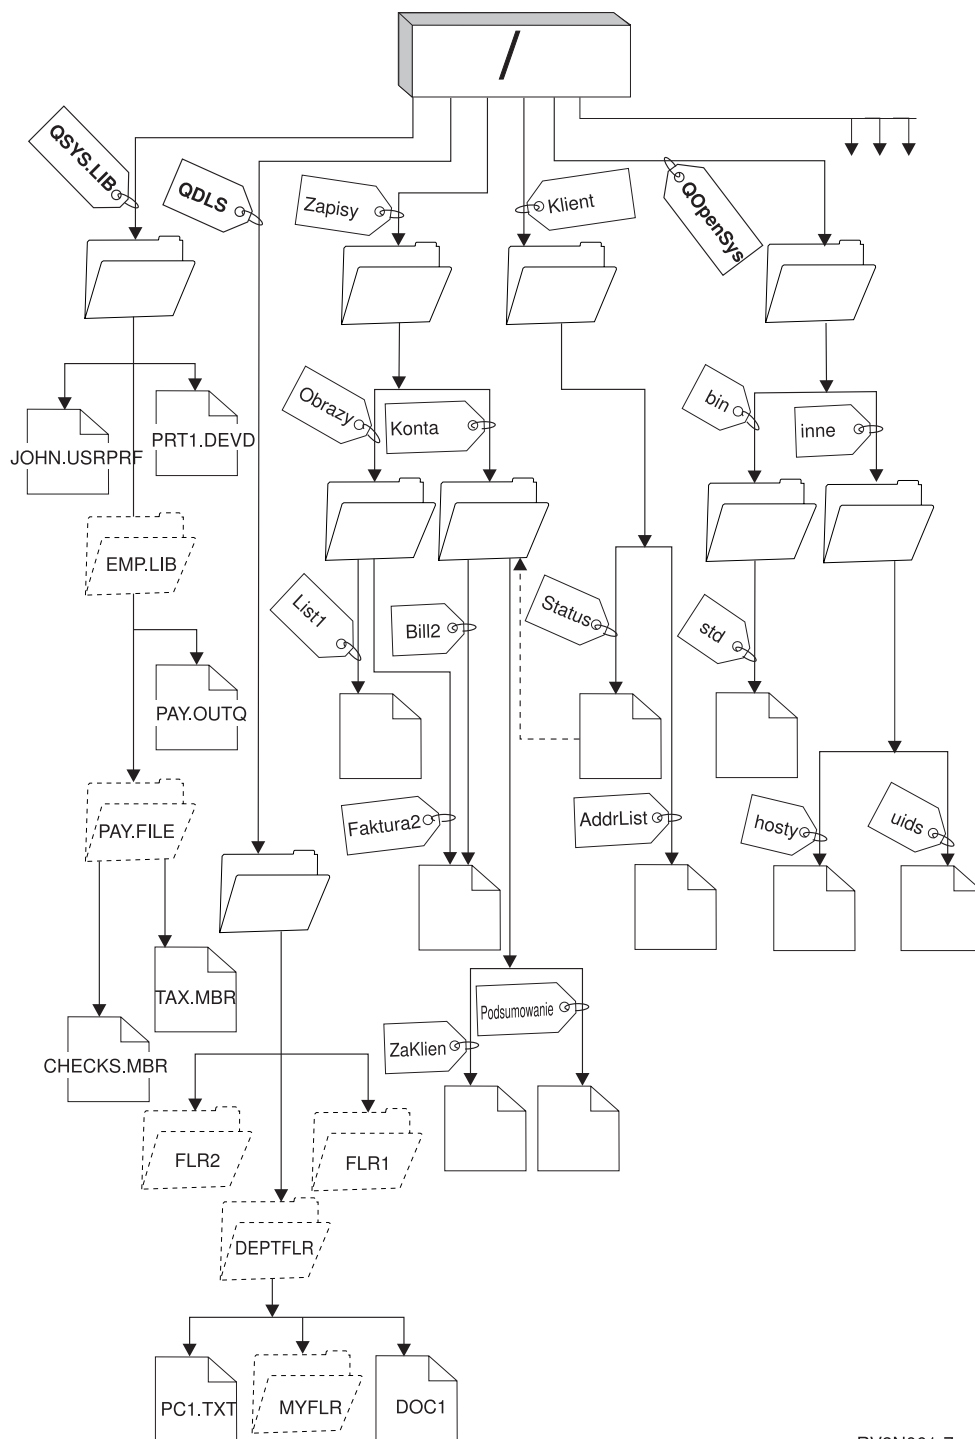 /
QSYS.LIB
QDLS
Zapisy
Klient
QOpenSys
Obrazy
Konta
bin
inne
JOHN.USRPRF
PRT1.DEVD
EMP.LIB
List1
Bill2
Status
std
PAY.OUTQ
PAY.FILE
Faktura2
AddrList
hosty
uids
TAX.MBR
Podsumowanie
ZaKlien
CHECKS.MBR
FLR2
FLR1
DEPTFLR
PC1.TXT
MYFLR
DOC1